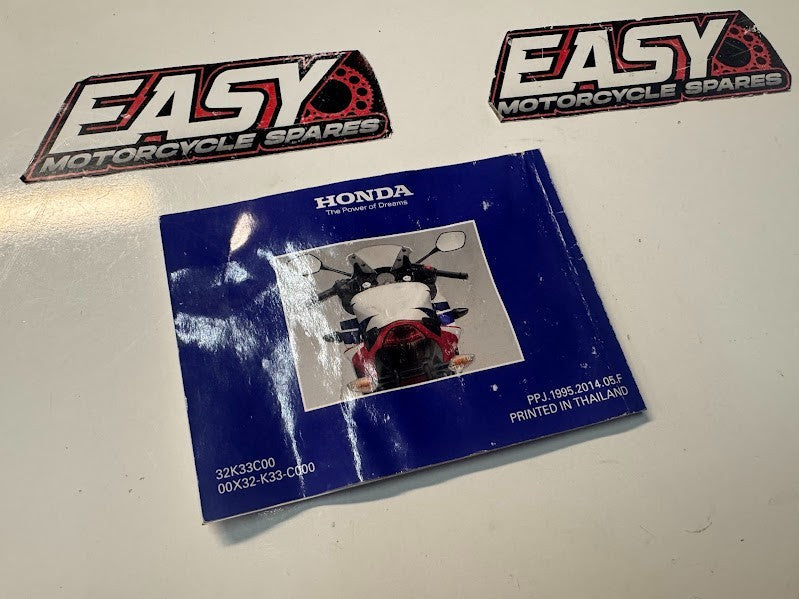 EASY
MOTORCYCLE SPARES
EASY
MOTORCYCLE SPARES
HONDA
The Power of Dreams
32K33C00
00X32-K33-C000
PPJ.1995.2014.05.F
PRINTED IN THAILAND